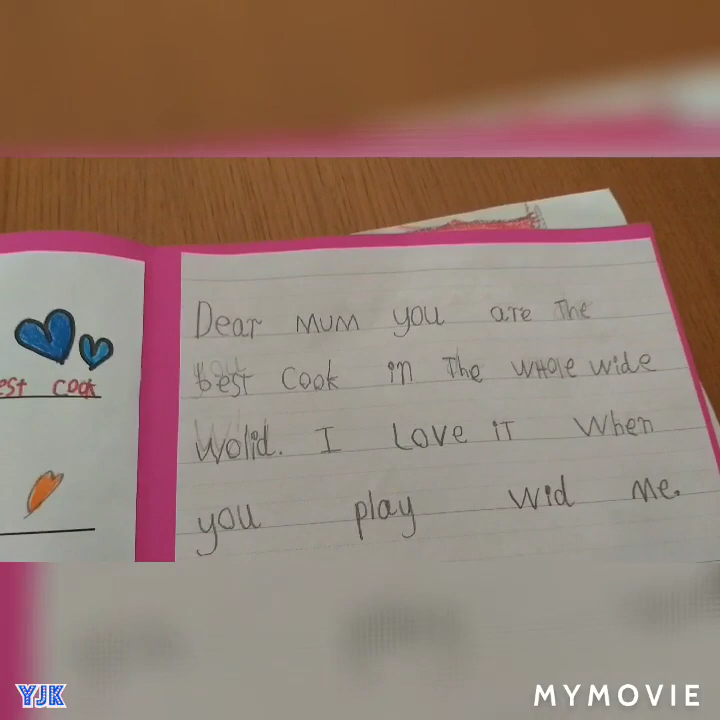 Dear MUM you are The
best Cook in The WHole wide
Wolid. I Love iT When
you play Wid Me.
est cook
YJK
MYMOVIE